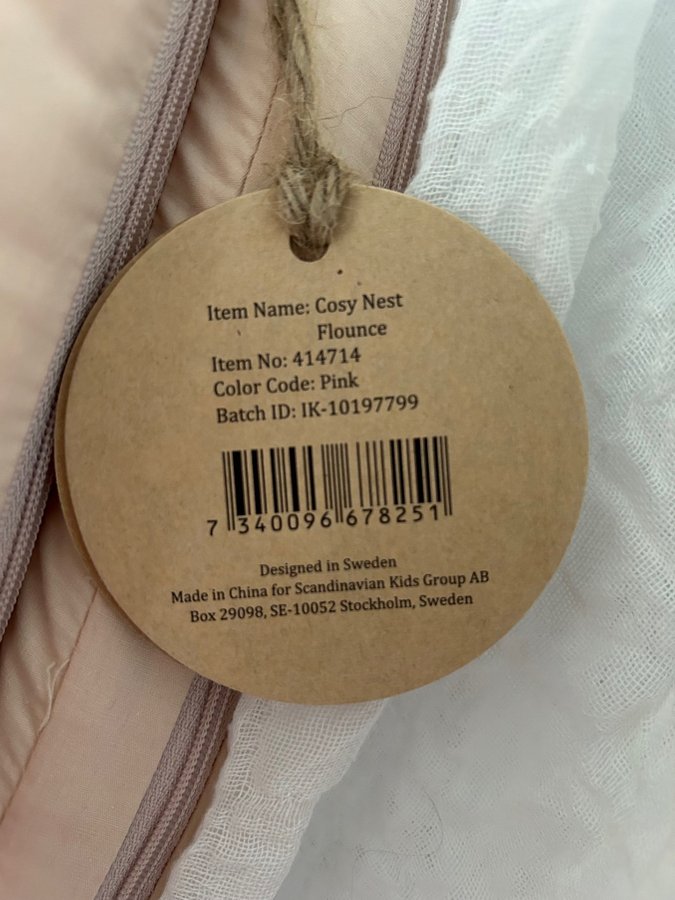 Item Name: Cosy Nest
Flounce
Item No: 414714
Color Code: Pink
Batch ID: IK-10197799
7 340096 678251
Designed in Sweden
Made in China for Scandinavian Kids Group AB
Box 29098, SE-10052 Stockholm, Sweden